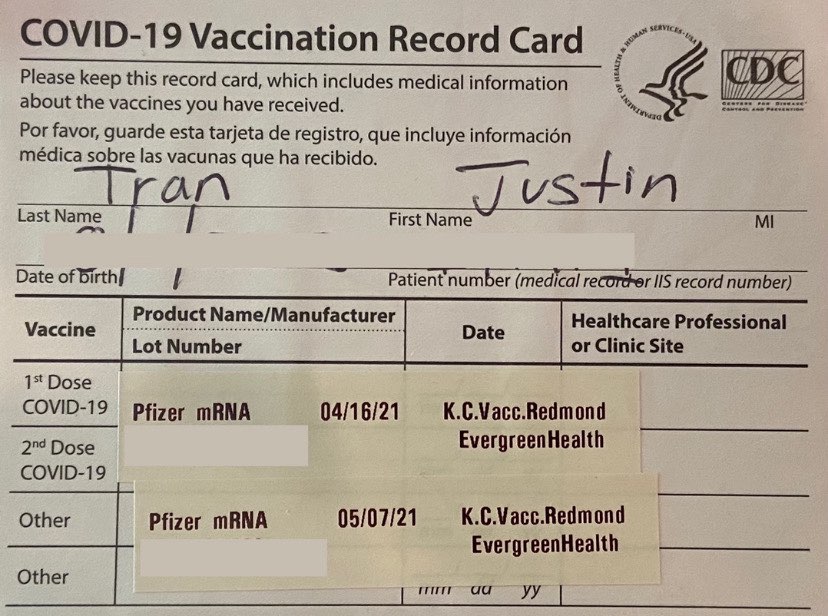 COVID-19 Vaccination Record Card
DEPARTMENT OF HEALTH & HUMAN SERVICES · USA
CDC
CENTERS FOR DISEASE
CONTROL AND PREVENTION
Please keep this record card, which includes medical information
about the vaccines you have received.
Por favor, guarde esta tarjeta de registro, que incluye información
médica sobre las vacunas que ha recibido.
Tran Justin
Last Name First Name MI
Date of birth Patient number (medical record or IIS record number)
Vaccine Product Name/Manufacturer Date Healthcare Professional
Lot Number or Clinic Site
1st Dose
COVID-19 Pfizer mRNA 04/16/21 K.C.Vacc.Redmond
EvergreenHealth
2nd Dose
COVID-19
Other Pfizer mRNA 05/07/21 K.C.Vacc.Redmond
EvergreenHealth
Other
mm dd yy